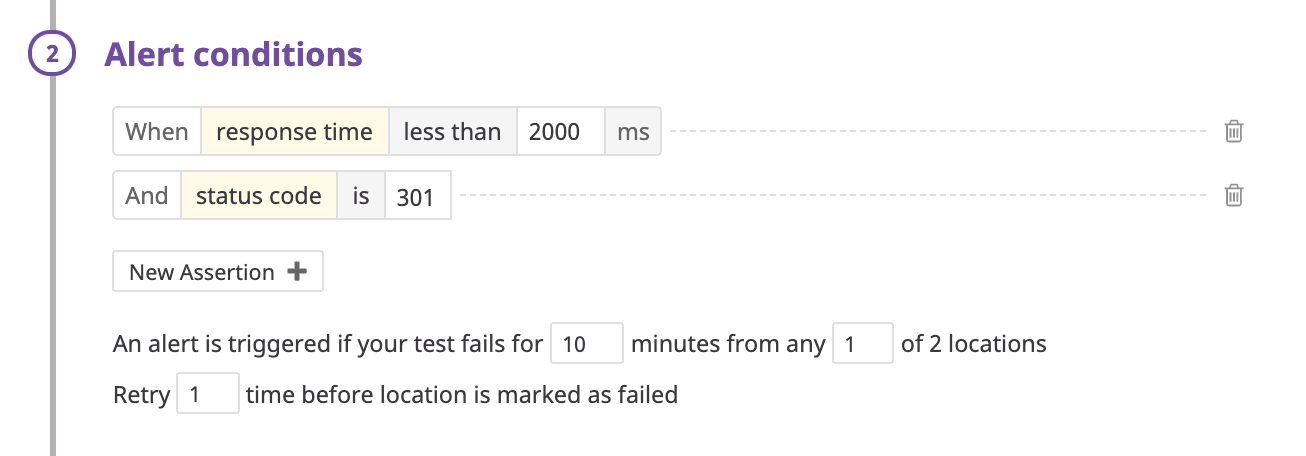 2 Alert conditions
When response time less than 2000 ms
And status code is 301
New Assertion +
An alert is triggered if your test fails for 10 minutes from any 1 of 2 locations
Retry 1 time before location is marked as failed